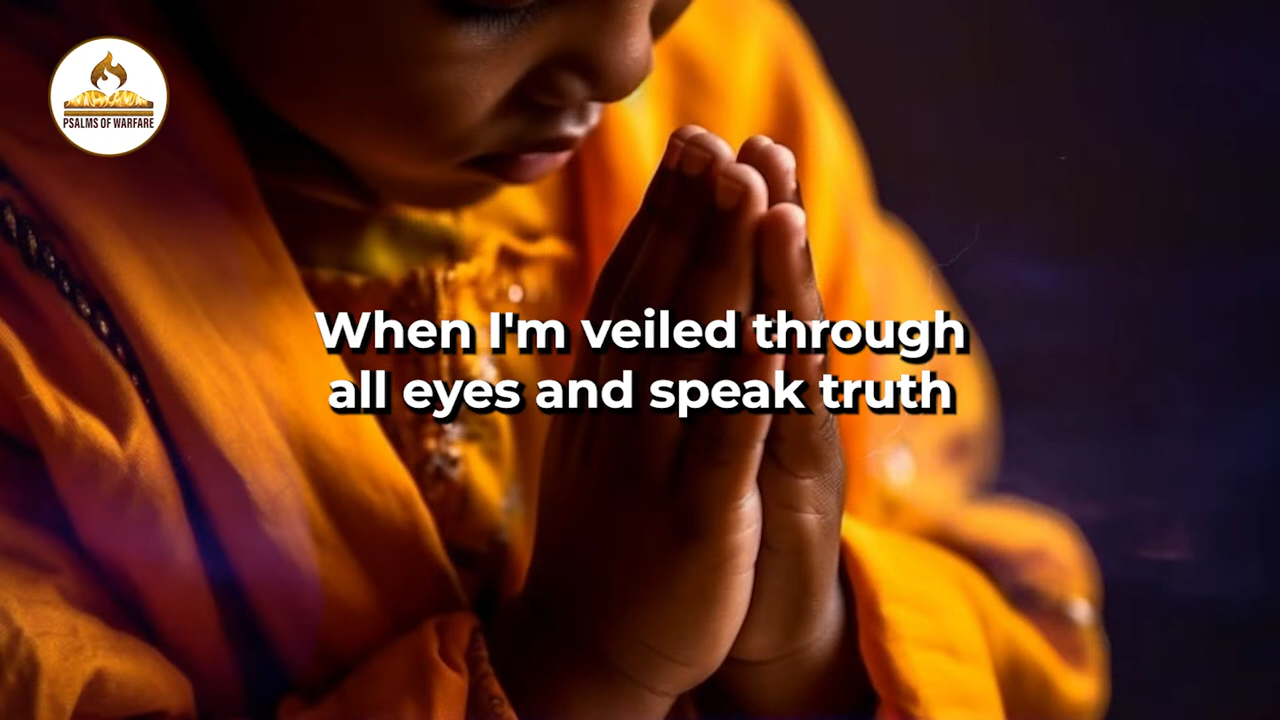 PSALMS OF WARFARE
When I'm veiled through
all eyes and speak truth